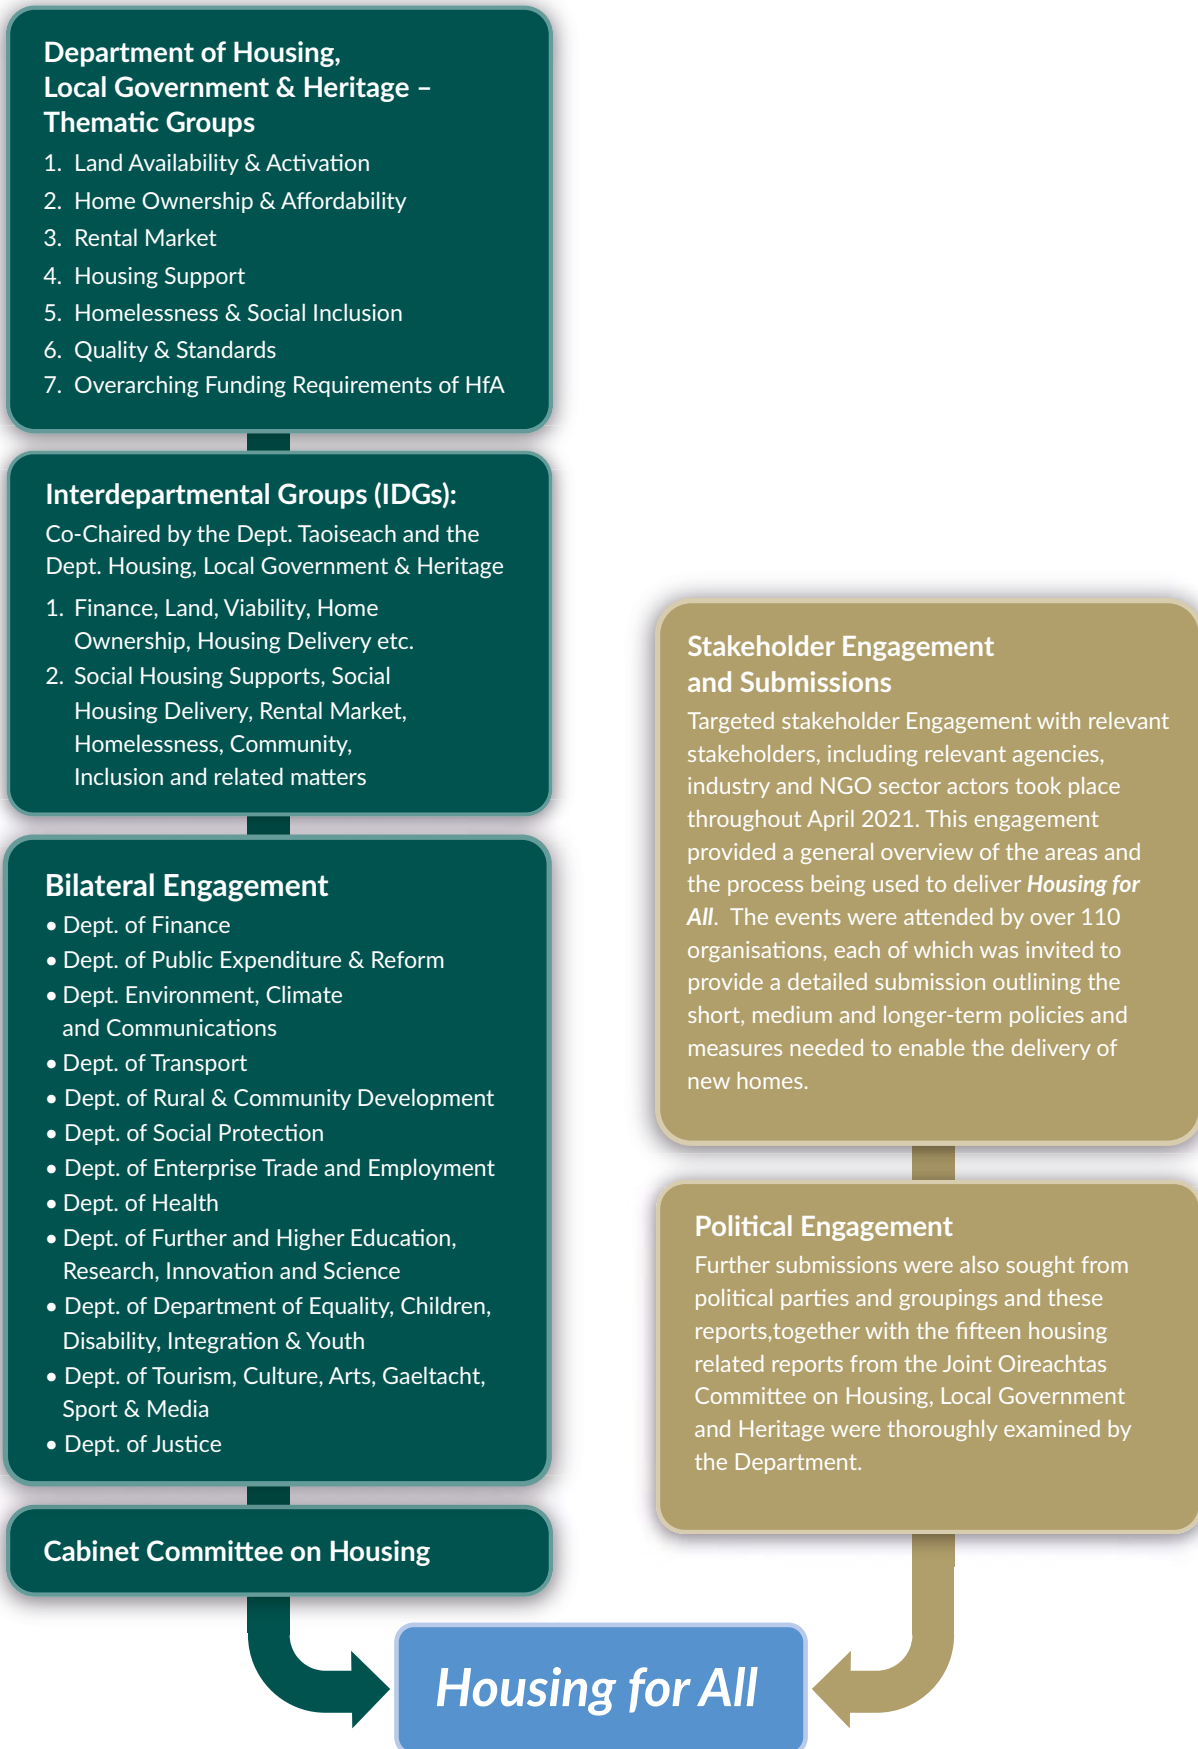 Department of Housing,
Local Government & Heritage –
Thematic Groups
1. Land Availability & Activation
2. Home Ownership & Affordability
3. Rental Market
4. Housing Support
5. Homelessness & Social Inclusion
6. Quality & Standards
7. Overarching Funding Requirements of HfA
Interdepartmental Groups (IDGs):
Co-Chaired by the Dept. Taoiseach and the
Dept. Housing, Local Government & Heritage
1. Finance, Land, Viability, Home
Ownership, Housing Delivery etc.
2. Social Housing Supports, Social
Housing Delivery, Rental Market,
Homelessness, Community,
Inclusion and related matters
Bilateral Engagement
• Dept. of Finance
• Dept. of Public Expenditure & Reform
• Dept. Environment, Climate
and Communications
• Dept. of Transport
• Dept. of Rural & Community Development
• Dept. of Social Protection
• Dept. of Enterprise Trade and Employment
• Dept. of Health
• Dept. of Further and Higher Education,
Research, Innovation and Science
• Dept. of Department of Equality, Children,
Disability, Integration & Youth
• Dept. of Tourism, Culture, Arts, Gaeltacht,
Sport & Media
• Dept. of Justice
Cabinet Committee on Housing
Stakeholder Engagement
and Submissions
Targeted stakeholder Engagement with relevant
stakeholders, including relevant agencies,
industry and NGO sector actors took place
throughout April 2021. This engagement
provided a general overview of the areas and
the process being used to deliver Housing for
All. The events were attended by over 110
organisations, each of which was invited to
provide a detailed submission outlining the
short, medium and longer-term policies and
measures needed to enable the delivery of
new homes.
Political Engagement
Further submissions were also sought from
political parties and groupings and these
reports,together with the fifteen housing
related reports from the Joint Oireachtas
Committee on Housing, Local Government
and Heritage were thoroughly examined by
the Department.
Housing for All